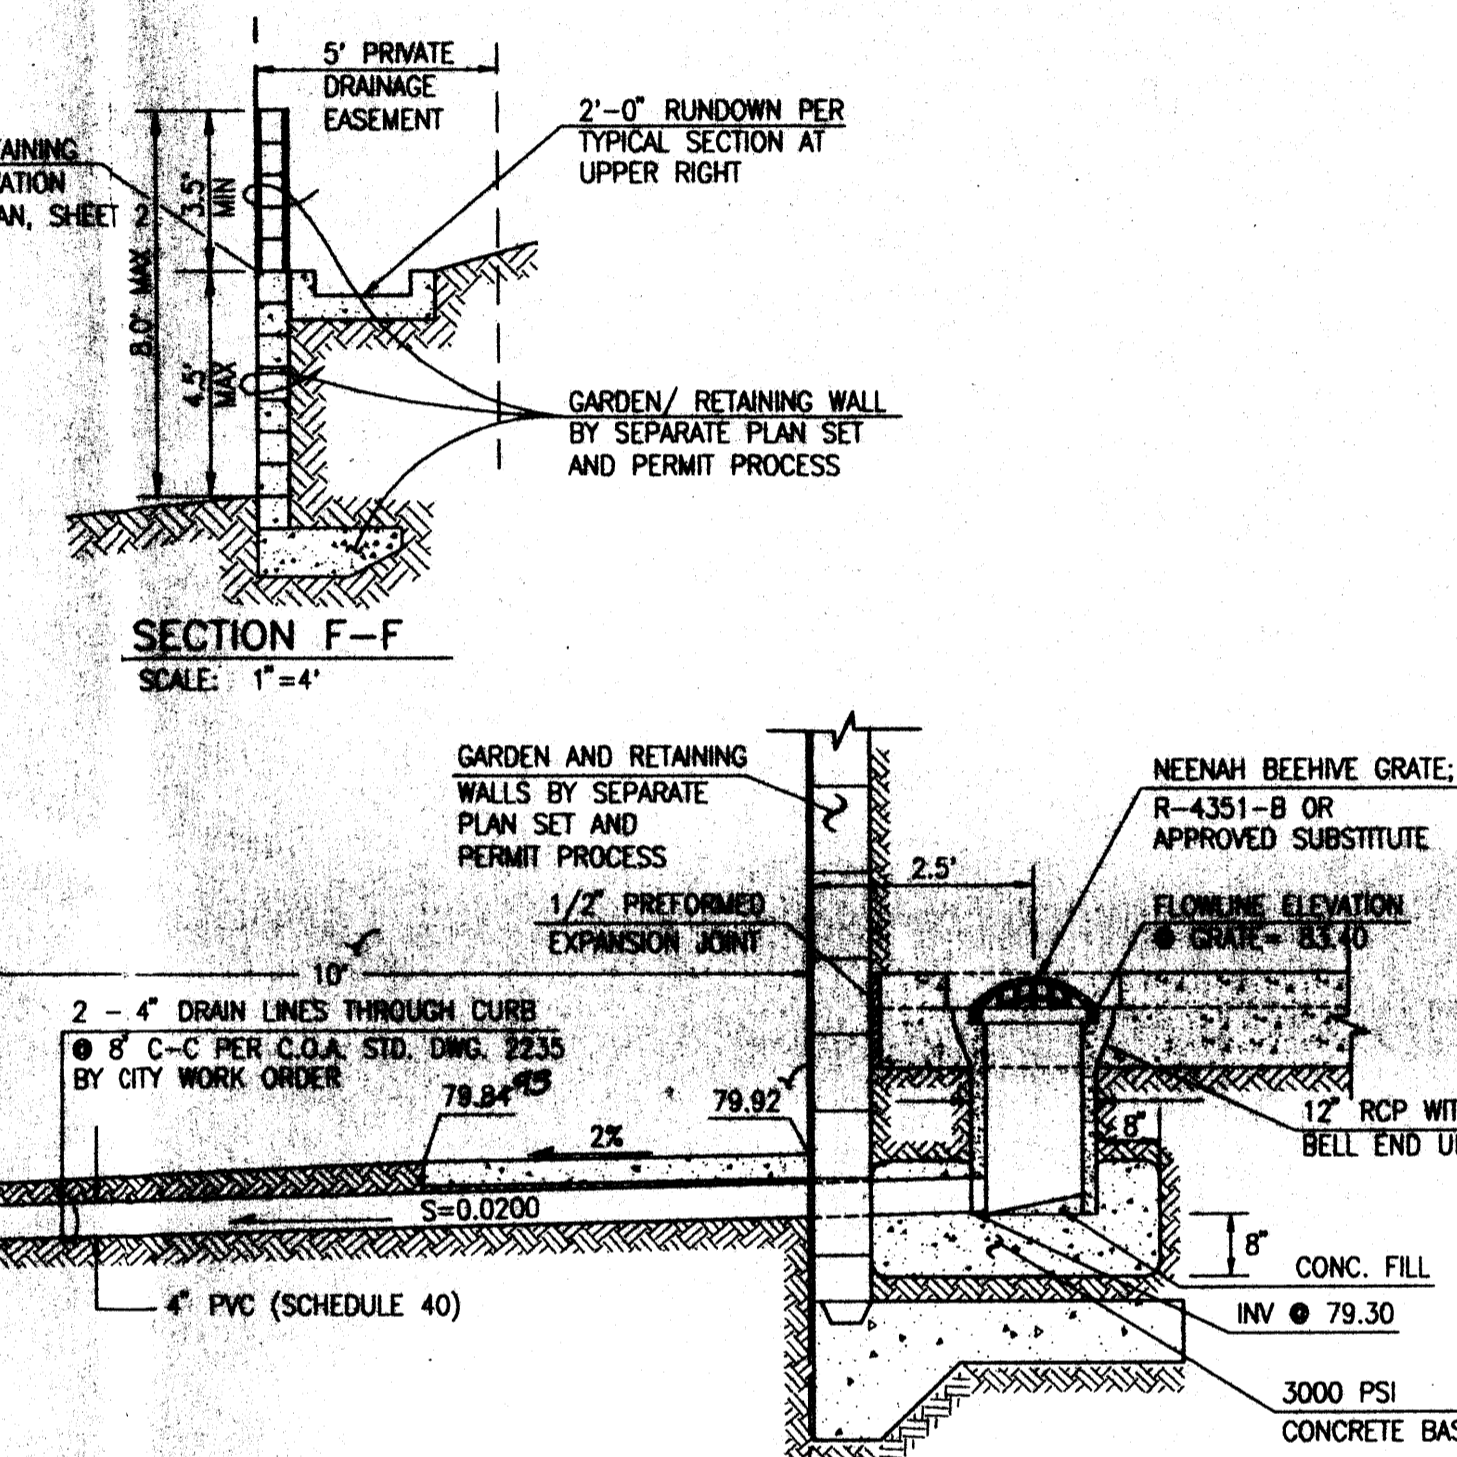 5' PRIVATE
DRAINAGE
EASEMENT
2'-0" RUNDOWN PER
TYPICAL SECTION AT
UPPER RIGHT
AINING
ATION
AN, SHEET 2
3.5'
MIN
8.0' MAX
4.5'
MAX
GARDEN/ RETAINING WALL
BY SEPARATE PLAN SET
AND PERMIT PROCESS
SECTION F-F
SCALE: 1"=4'
GARDEN AND RETAINING
WALLS BY SEPARATE
PLAN SET AND
PERMIT PROCESS
NEENAH BEEHIVE GRATE;
R-4351-B OR
APPROVED SUBSTITUTE
2.5'
1/2" PREFORMED
EXPANSION JOINT
FLOWLINE ELEVATION
@ GRATE= 83.40
10'
2 - 4" DRAIN LINES THROUGH CURB
@ 8' C-C PER C.O.A. STD. DWG. 2235
BY CITY WORK ORDER
79.84 93
79.92
2%
S=0.0200
8"
12" RCP WIT
BELL END U
8"
CONC. FILL
4" PVC (SCHEDULE 40)
INV @ 79.30
3000 PSI
CONCRETE BAS